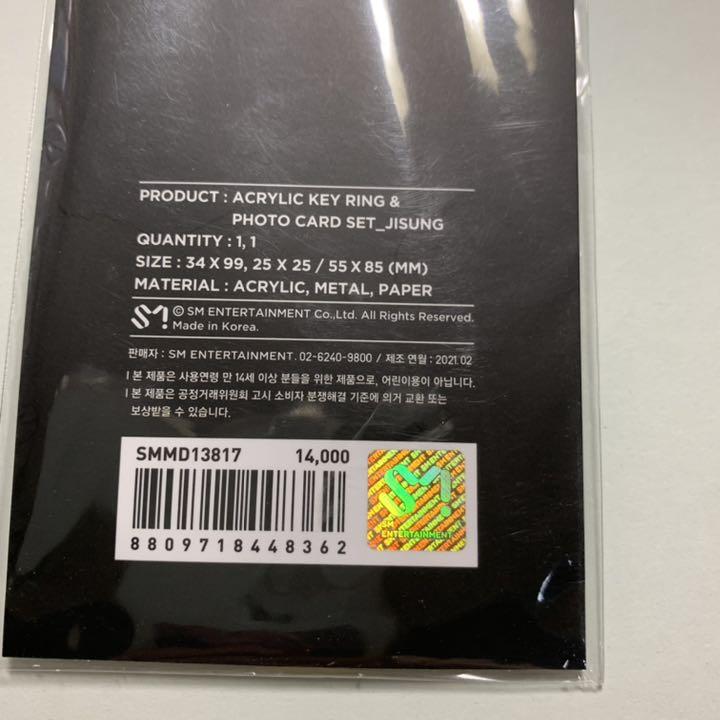 PRODUCT : ACRYLIC KEY RING &
PHOTO CARD SET_JISUNG
QUANTITY : 1, 1
SIZE : 34 X 99, 25 X 25 / 55 X 85 (MM)
MATERIAL : ACRYLIC, METAL, PAPER
© SM ENTERTAINMENT Co.,Ltd. All Rights Reserved.
Made in Korea.
판매자 : SM ENTERTAINMENT. 02-6240-9800 / 제조 연월 : 2021.02
| 본 제품은 사용연령 만 14세 이상 분들을 위한 제품으로, 어린이용이 아닙니다.
| 본 제품은 공정거래위원회 고시 소비자 분쟁해결 기준에 의거 교환 또는
보상받을 수 있습니다.
SMMD13817 14,000
8809718448362
SM
ENTERTAINMENT